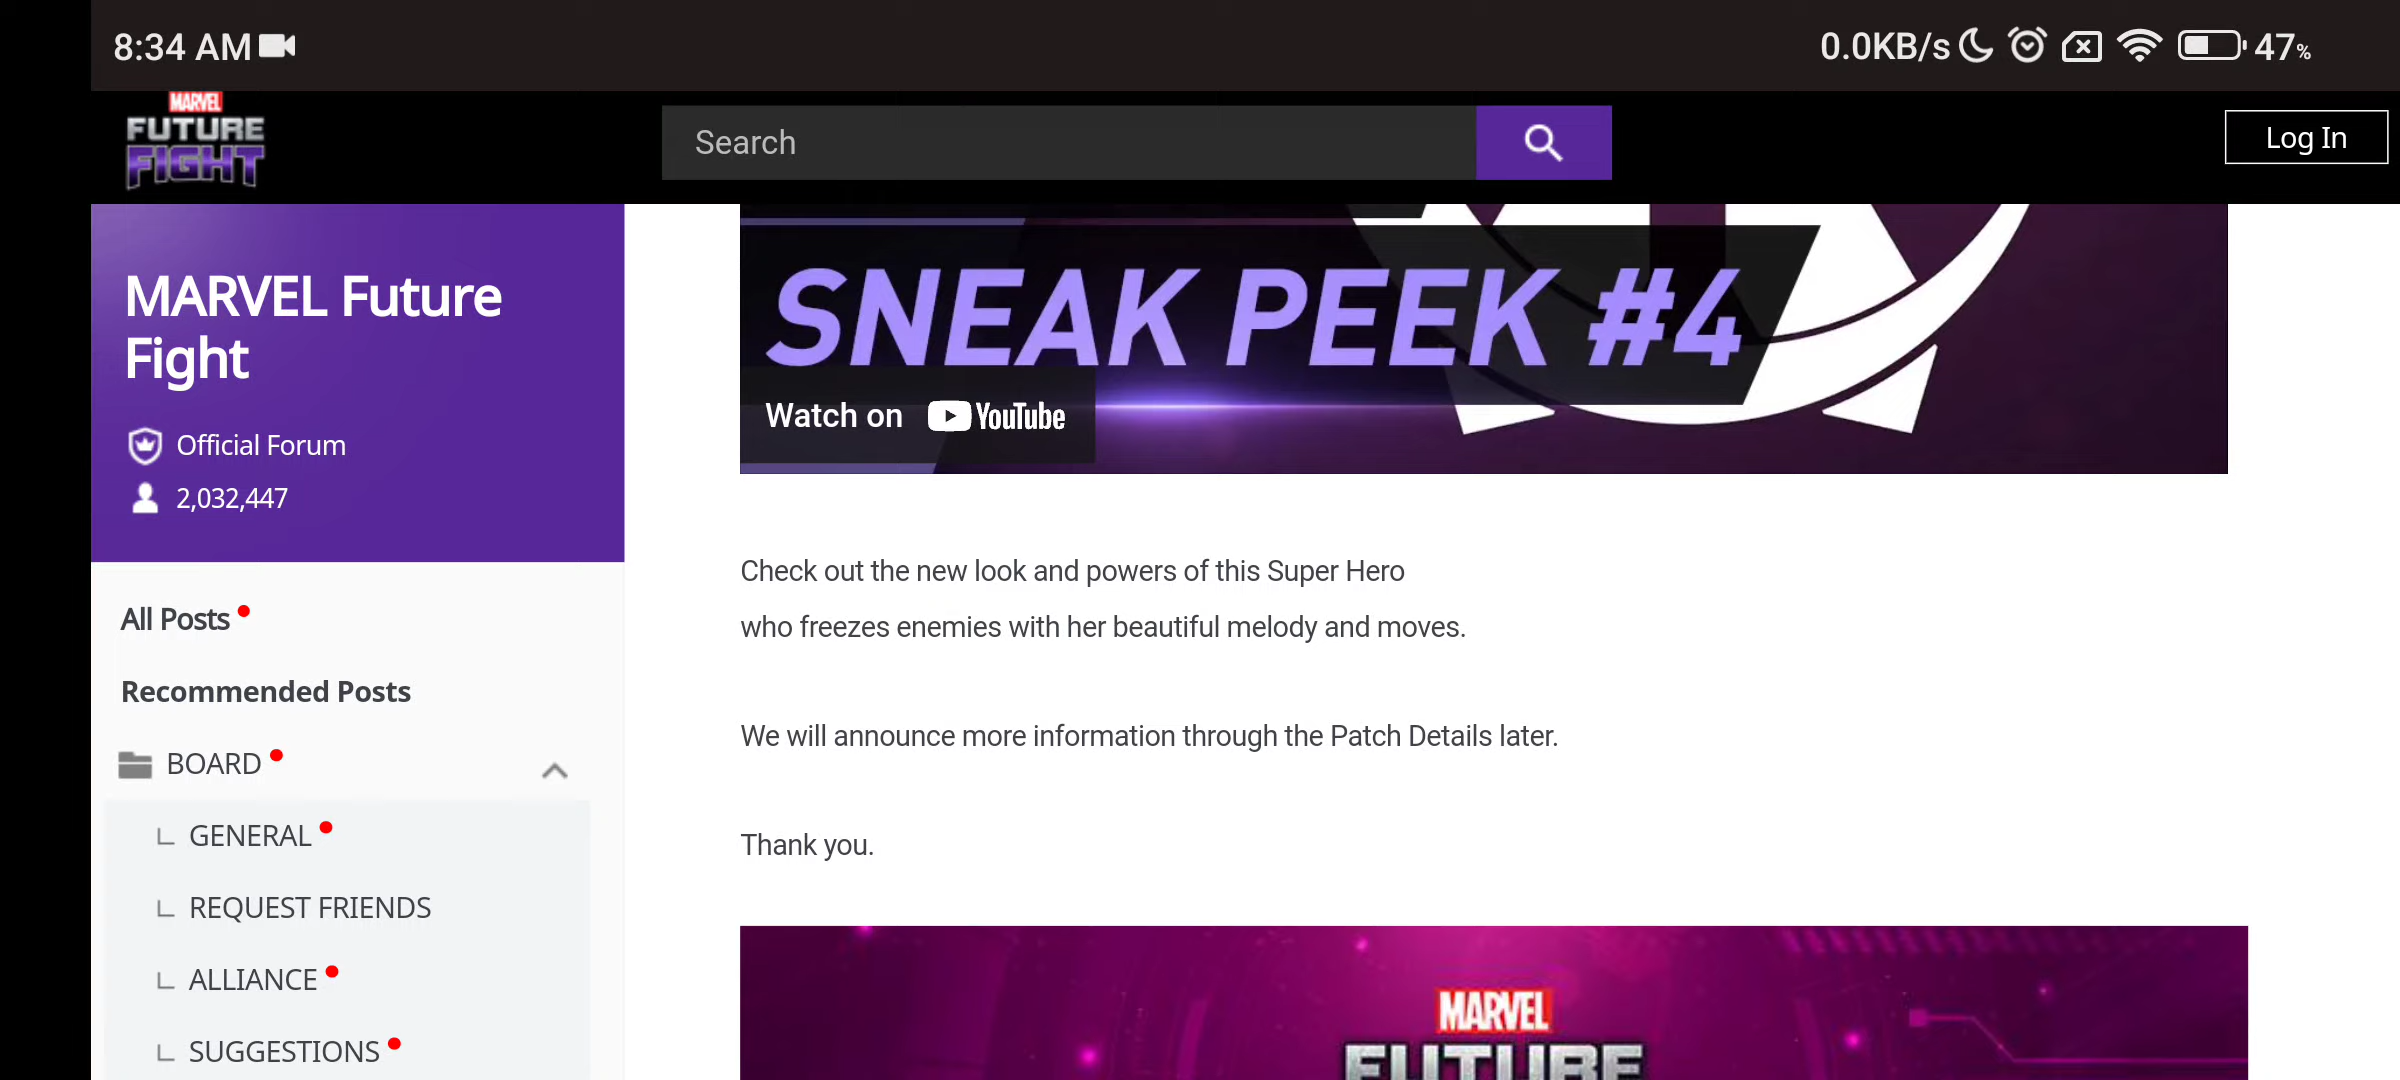 8:34 AM
0.0KB/s
47%
MARVEL
FUTURE
FIGHT
Search
Log In
MARVEL Future
Fight
Official Forum
2,032,447
All Posts
Recommended Posts
BOARD
GENERAL
REQUEST FRIENDS
ALLIANCE
SUGGESTIONS
SNEAK PEEK #4
Watch on YouTube
Check out the new look and powers of this Super Hero
who freezes enemies with her beautiful melody and moves.
We will announce more information through the Patch Details later.
Thank you.
MARVEL
FUTURE